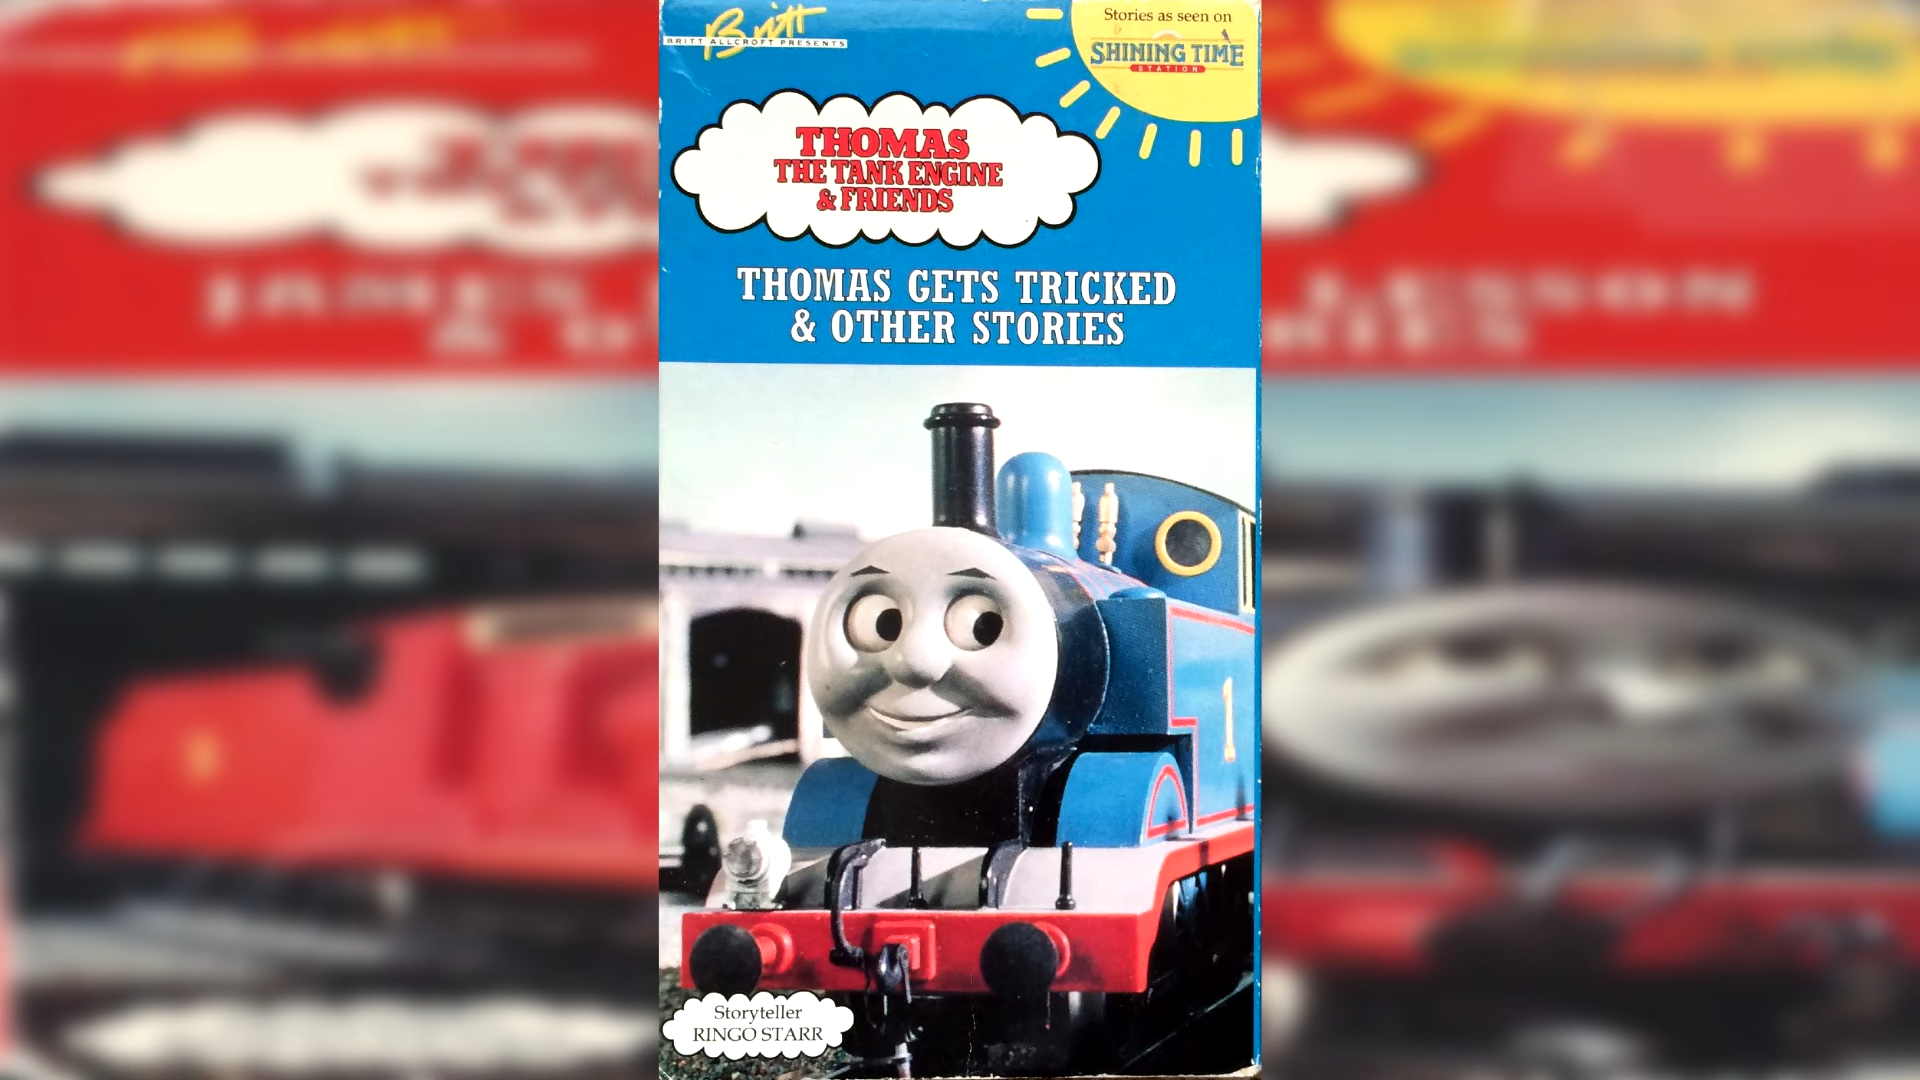 Britt
BRITT ALLCROFT PRESENTS
Stories as seen on
SHINING TIME
STATION
THOMAS
THE TANK ENGINE
& FRIENDS
THOMAS GETS TRICKED
& OTHER STORIES
1
Storyteller
RINGO STARR